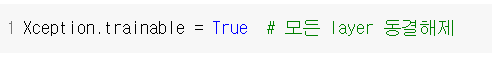 1 Xception.trainable = True  # 모든 layer 동결해제